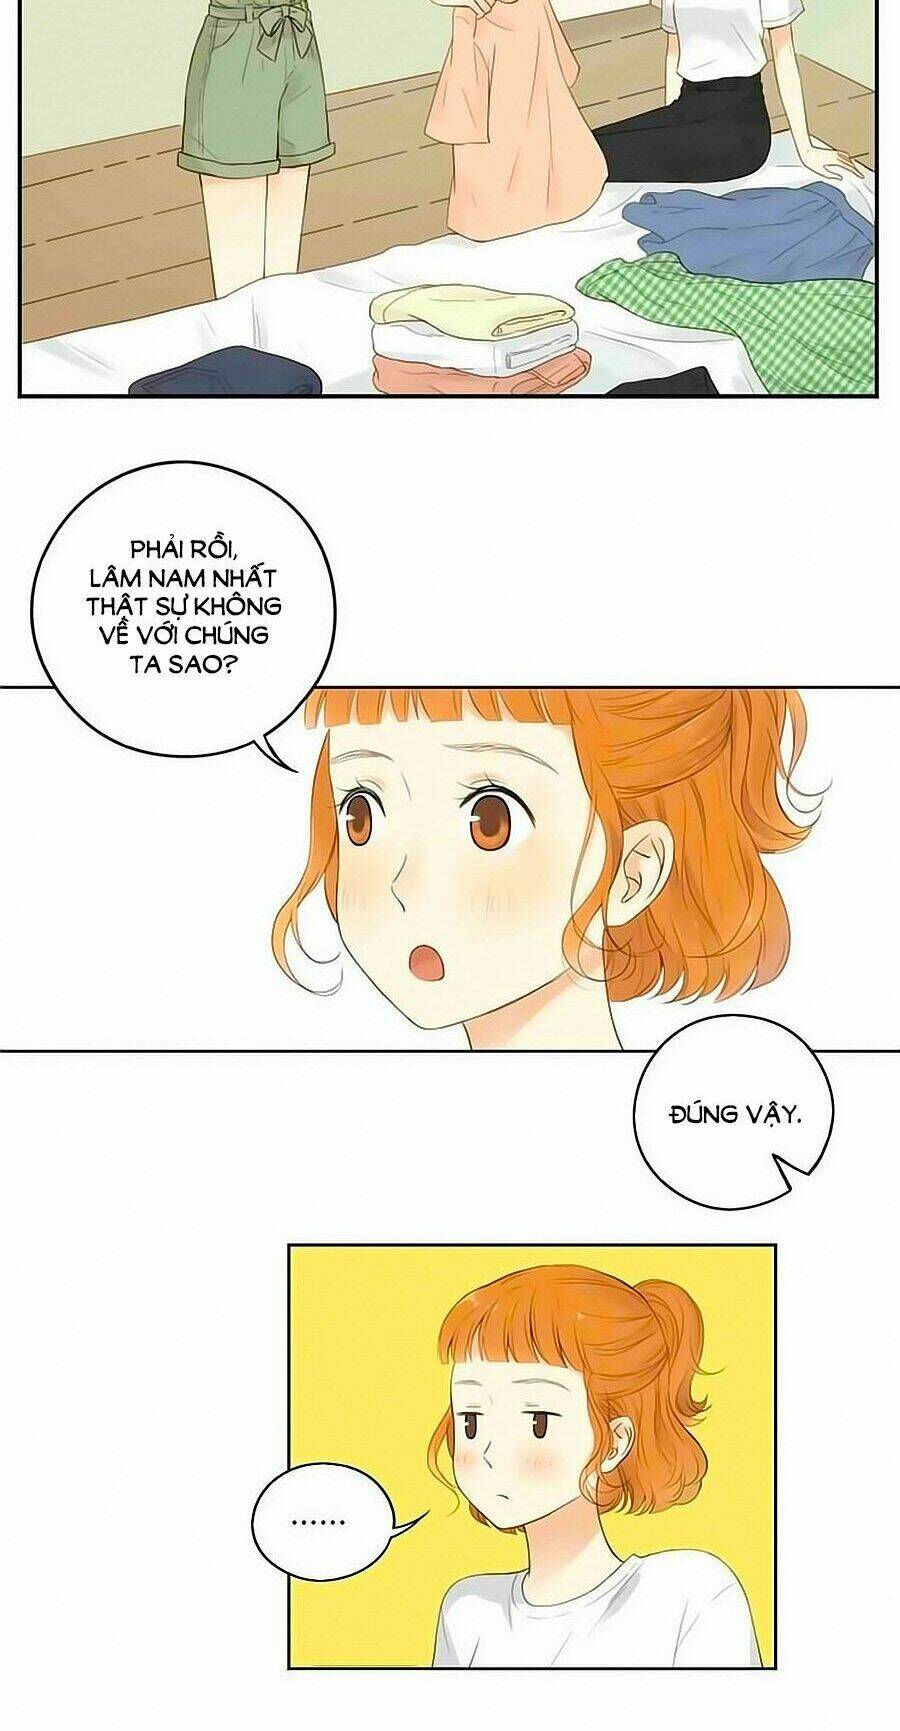 PHẢI RỒI,
LÂM NAM NHẤT
THẬT SỰ KHÔNG
VỀ VỚI CHÚNG
TA SAO?
ĐÚNG VẬY.
......